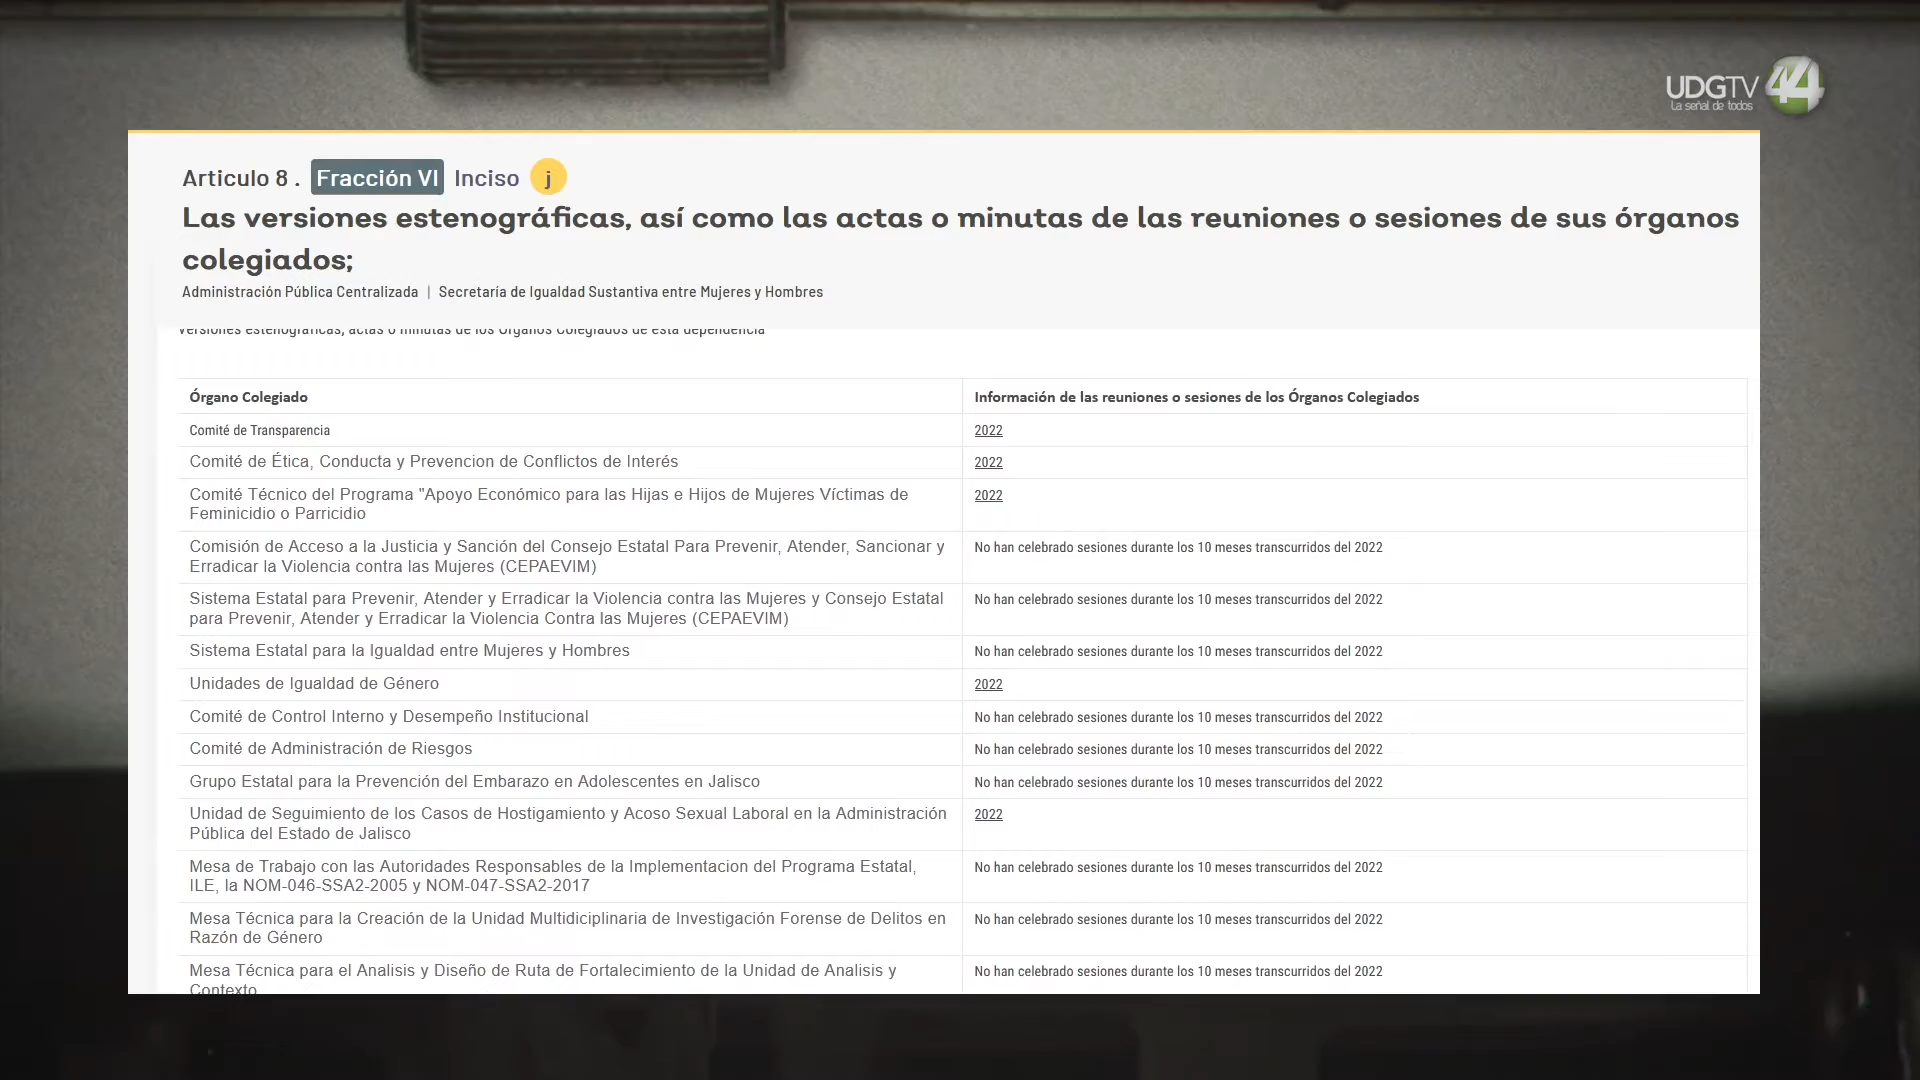 UDGTV 44
La señal de todos
Articulo 8 . Fracción VI Inciso j
Las versiones estenográficas, así como las actas o minutas de las reuniones o sesiones de sus órganos
colegiados;
Administración Pública Centralizada | Secretaría de Igualdad Sustantiva entre Mujeres y Hombres
Versiones estenográficas, actas o minutas de los Órganos Colegiados de esta dependencia
Órgano Colegiado Información de las reuniones o sesiones de los Órganos Colegiados
Comité de Transparencia 2022
Comité de Ética, Conducta y Prevencion de Conflictos de Interés 2022
Comité Técnico del Programa "Apoyo Económico para las Hijas e Hijos de Mujeres Víctimas de 2022
Feminicidio o Parricidio
Comisión de Acceso a la Justicia y Sanción del Consejo Estatal Para Prevenir, Atender, Sancionar y No han celebrado sesiones durante los 10 meses transcurridos del 2022
Erradicar la Violencia contra las Mujeres (CEPAEVIM)
Sistema Estatal para Prevenir, Atender y Erradicar la Violencia contra las Mujeres y Consejo Estatal No han celebrado sesiones durante los 10 meses transcurridos del 2022
para Prevenir, Atender y Erradicar la Violencia Contra las Mujeres (CEPAEVIM)
Sistema Estatal para la Igualdad entre Mujeres y Hombres No han celebrado sesiones durante los 10 meses transcurridos del 2022
Unidades de Igualdad de Género 2022
Comité de Control Interno y Desempeño Institucional No han celebrado sesiones durante los 10 meses transcurridos del 2022
Comité de Administración de Riesgos No han celebrado sesiones durante los 10 meses transcurridos del 2022
Grupo Estatal para la Prevención del Embarazo en Adolescentes en Jalisco No han celebrado sesiones durante los 10 meses transcurridos del 2022
Unidad de Seguimiento de los Casos de Hostigamiento y Acoso Sexual Laboral en la Administración 2022
Pública del Estado de Jalisco
Mesa de Trabajo con las Autoridades Responsables de la Implementacion del Programa Estatal, No han celebrado sesiones durante los 10 meses transcurridos del 2022
ILE, la NOM-046-SSA2-2005 y NOM-047-SSA2-2017
Mesa Técnica para la Creación de la Unidad Multidiciplinaria de Investigación Forense de Delitos en No han celebrado sesiones durante los 10 meses transcurridos del 2022
Razón de Género
Mesa Técnica para el Analisis y Diseño de Ruta de Fortalecimiento de la Unidad de Analisis y No han celebrado sesiones durante los 10 meses transcurridos del 2022
Contexto